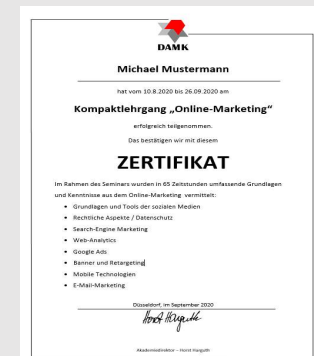 DAMK
Michael Mustermann
hat vom 10.8.2020 bis 26.09.2020 am
Kompaktlehrgang „Online-Marketing“
erfolgreich teilgenommen.
Das bestätigen wir mit diesem
ZERTIFIKAT
Im Rahmen des Seminars wurden in 65 Zeitstunden umfassende Grundlagen
und Kenntnisse aus dem Online-Marketing vermittelt:
• Grundlagen und Tools der sozialen Medien
• Rechtliche Aspekte / Datenschutz
• Search-Engine Marketing
• Web-Analytics
• Google Ads
• Banner und Retargeting
• Mobile Technologien
• E-Mail-Marketing
Düsseldorf, im September 2020
Horst Harguth
Akademiedirektor – Horst Harguth